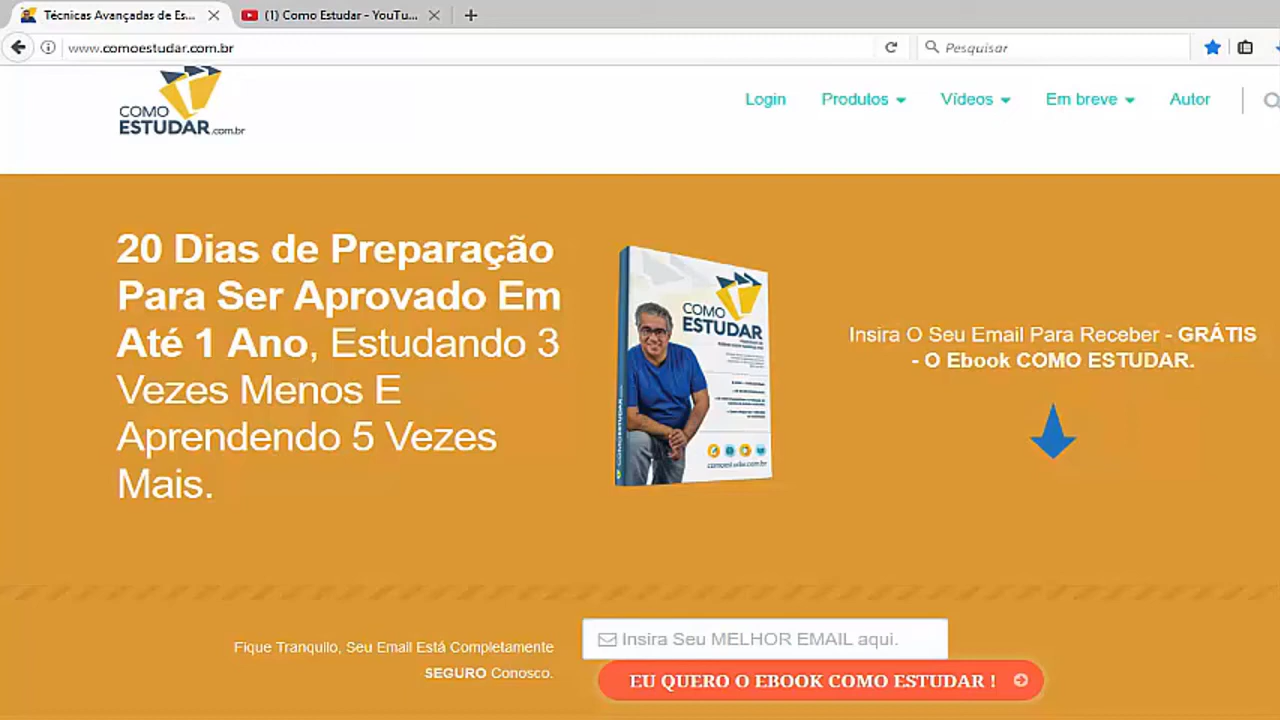 Técnicas Avançadas de Es...
(1) Como Estudar - YouTu...
www.comoestudar.com.br
Pesquisar
COMO
ESTUDAR.com.br
Login
Produtos
Vídeos
Em breve
Autor
20 Dias de Preparação
Para Ser Aprovado Em
Até 1 Ano, Estudando 3
Vezes Menos E
Aprendendo 5 Vezes
Mais.
COMO
ESTUDAR
comoestudar.com.br
Insira O Seu Email Para Receber - GRÁTIS
- O Ebook COMO ESTUDAR.
Fique Tranquilo, Seu Email Está Completamente
SEGURO Conosco.
Insira Seu MELHOR EMAIL aqui.
EU QUERO O EBOOK COMO ESTUDAR !